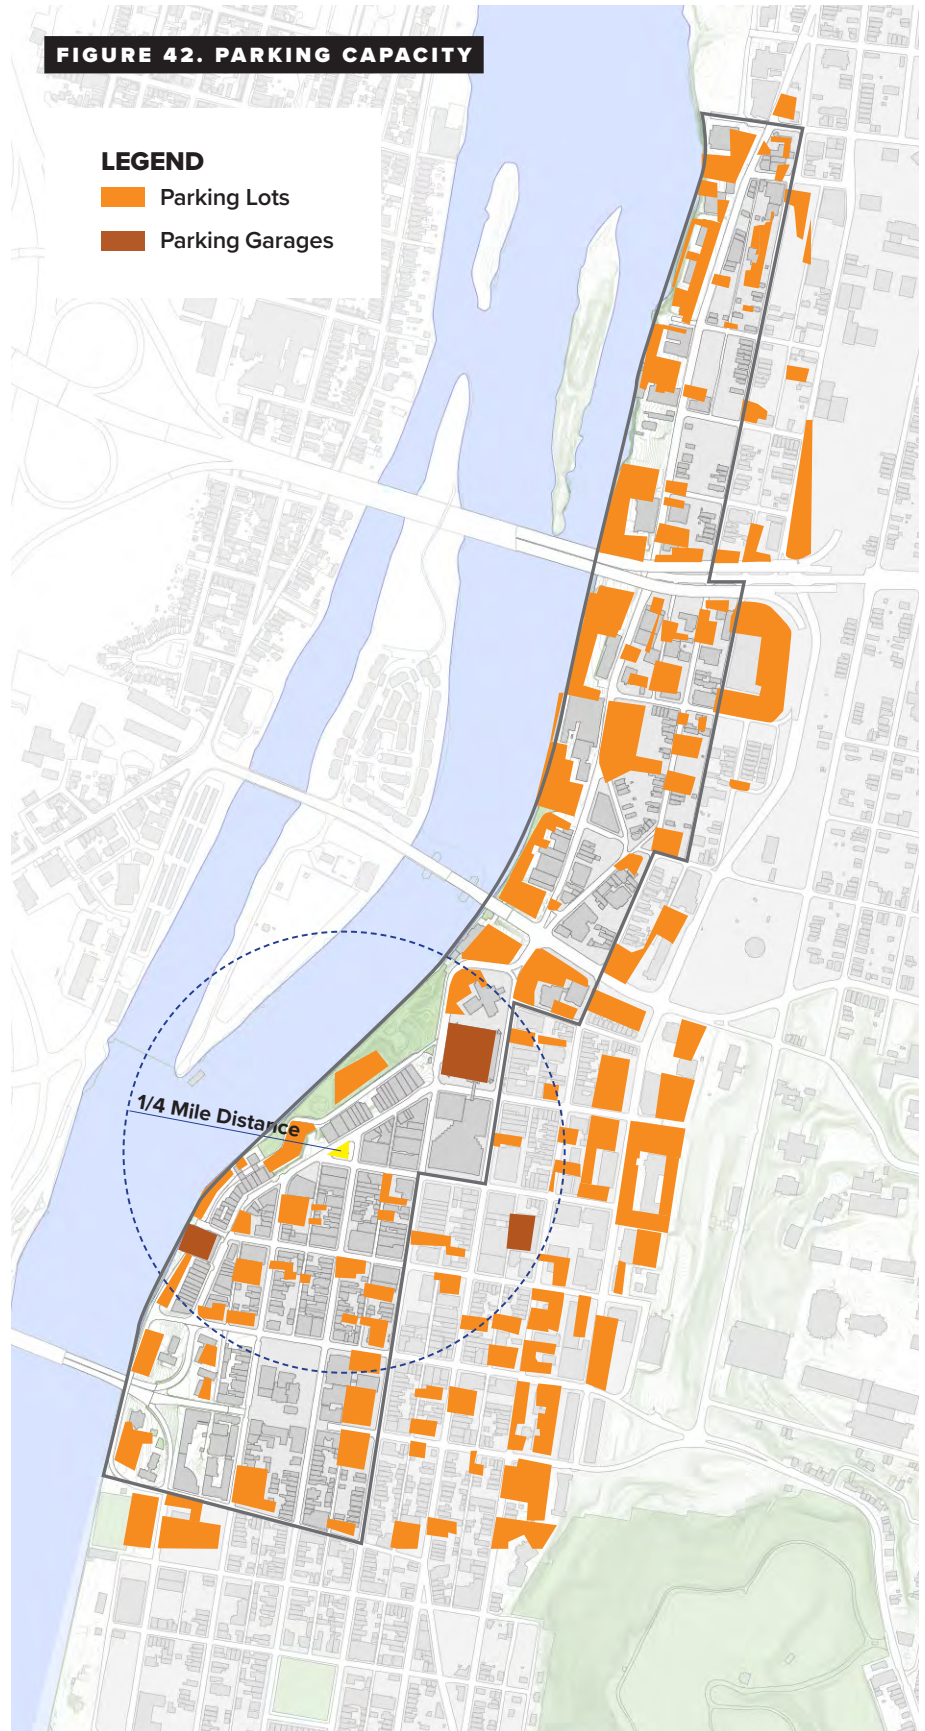 FIGURE 42. PARKING CAPACITY
LEGEND
Parking Lots
Parking Garages
1/4 Mile Distance